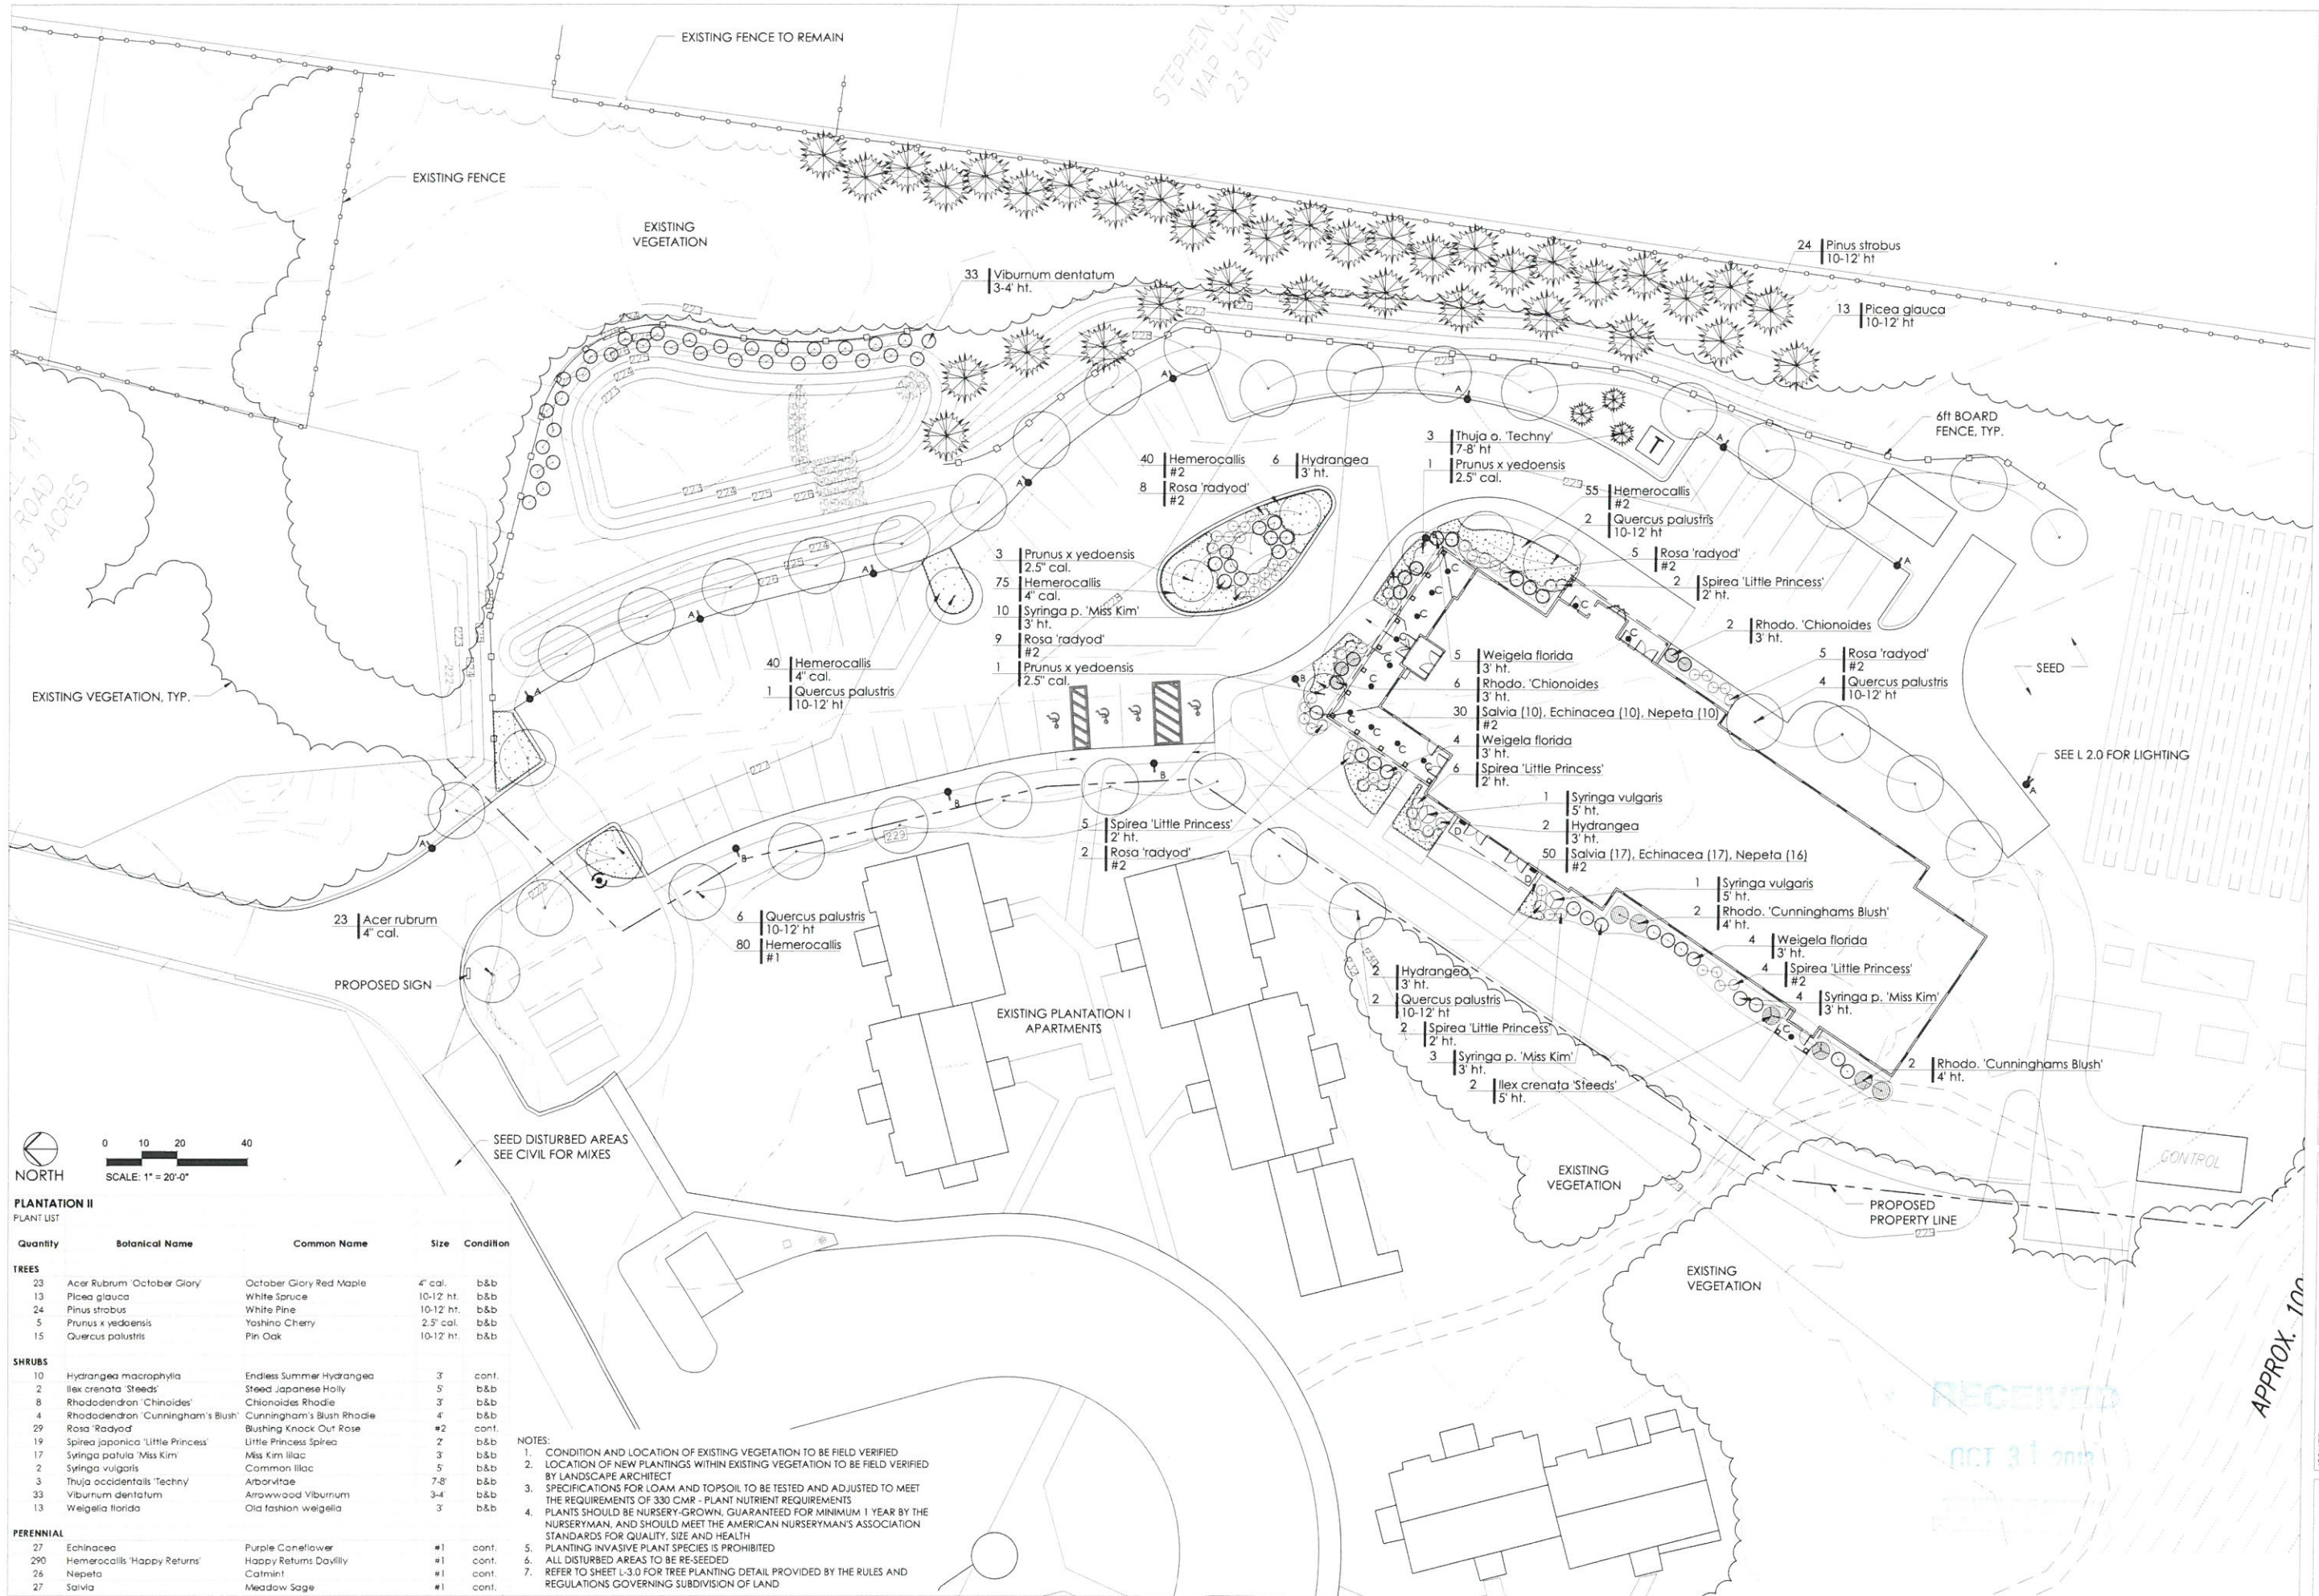 EXISTING FENCE TO REMAIN
STEPHEN
MAP U-1
EXISTING FENCE
EXISTING
VEGETATION
24 Pinus strobus
10-12' ht
33 Viburnum dentatum
3-4' ht.
13 Picea glauca
10-12' ht
6ft BOARD
FENCE, TYP.
11
ROAD
.03 ACRES
3 Thuja o. 'Techny'
7-8' ht
40 Hemerocallis
#2
6 Hydrangea
3' ht.
1 Prunus x yedoensis
2.5" cal.
8 Rosa 'radyod'
#2
T
55 Hemerocallis
#2
2 Quercus palustris
10-12' ht
3 Prunus x yedoensis
2.5" cal.
5 Rosa 'radyod'
#2
75 Hemerocallis
4" cal.
2 Spirea 'Little Princess'
2' ht.
10 Syringa p. 'Miss Kim'
3' ht.
2 Rhodo. 'Chionoides
3' ht.
9 Rosa 'radyod'
#2
40 Hemerocallis
4" cal.
1 Prunus x yedoensis
2.5" cal.
5 Weigela florida
3' ht.
5 Rosa 'radyod'
#2
SEED
1 Quercus palustris
10-12' ht
6 Rhodo. 'Chionoides
3' ht.
4 Quercus palustris
10-12' ht
EXISTING VEGETATION, TYP.
30 Salvia (10), Echinacea (10), Nepeta (10)
#2
4 Weigela florida
3' ht.
SEE L 2.0 FOR LIGHTING
6 Spirea 'Little Princess'
2' ht.
1 Syringa vulgaris
5' ht.
5 Spirea 'Little Princess'
2' ht.
2 Hydrangea
3' ht.
2 Rosa 'radyod'
#2
50 Salvia (17), Echinacea (17), Nepeta (16)
#2
1 Syringa vulgaris
5' ht.
23 Acer rubrum
4" cal.
6 Quercus palustris
10-12' ht
2 Rhodo. 'Cunninghams Blush'
4' ht.
80 Hemerocallis
#1
4 Weigela florida
3' ht.
PROPOSED SIGN
2 Hydrangea
3' ht.
4 Spirea 'Little Princess'
#2
2 Quercus palustris
10-12' ht
4 Syringa p. 'Miss Kim'
3' ht.
EXISTING PLANTATION I
APARTMENTS
2 Spirea 'Little Princess'
2' ht.
3 Syringa p. 'Miss Kim'
3' ht.
2 Rhodo. 'Cunninghams Blush'
4' ht.
2 Ilex crenata 'Steeds'
5' ht.
SEED DISTURBED AREAS
SEE CIVIL FOR MIXES
EXISTING
VEGETATION
CONTROL
PROPOSED
PROPERTY LINE
EXISTING
VEGETATION
APPROX. 100
RECEIVED
OCT 31
NORTH
0 10 20 40
SCALE: 1" = 20'-0"
PLANTATION II
PLANT LIST
Quantity Botanical Name Common Name Size Condition
TREES
23 Acer Rubrum 'October Glory' October Glory Red Maple 4" cal. b&b
13 Picea glauca White Spruce 10-12' ht. b&b
24 Pinus strobus White Pine 10-12' ht. b&b
5 Prunus x yedoensis Yoshino Cherry 2.5" cal. b&b
15 Quercus palustris Pin Oak 10-12' ht. b&b
SHRUBS
10 Hydrangea macrophylla Endless Summer Hydrangea 3' cont.
2 Ilex crenata 'Steeds' Steed Japanese Holly 5' b&b
8 Rhododendron 'Chinoides' Chionoides Rhodie 3' b&b
4 Rhododendron 'Cunningham's Blush' Cunningham's Blush Rhodie 4' b&b
29 Rosa 'Radyod' Blushing Knock Out Rose #2 cont.
19 Spirea japonica 'Little Princess' Little Princess Spirea 2' b&b
17 Syringa patula 'Miss Kim' Miss Kim lilac 3' b&b
2 Syringa vulgaris Common lilac 5' b&b
3 Thuja occidentalis 'Techny' Arborvitae 7-8' b&b
33 Viburnum dentatum Arrowwood Viburnum 3-4' b&b
13 Weigelia florida Old fashion weigelia 3' b&b
PERENNIAL
27 Echinacea Purple Coneflower #1 cont.
290 Hemerocallis 'Happy Returns' Happy Returns Daylilly #1 cont.
26 Nepeta Catmint #1 cont.
27 Salvia Meadow Sage #1 cont.
NOTES:
1. CONDITION AND LOCATION OF EXISTING VEGETATION TO BE FIELD VERIFIED
2. LOCATION OF NEW PLANTINGS WITHIN EXISTING VEGETATION TO BE FIELD VERIFIED
BY LANDSCAPE ARCHITECT
3. SPECIFICATIONS FOR LOAM AND TOPSOIL TO BE TESTED AND ADJUSTED TO MEET
THE REQUIREMENTS OF 330 CMR - PLANT NUTRIENT REQUIREMENTS
4. PLANTS SHOULD BE NURSERY-GROWN, GUARANTEED FOR MINIMUM 1 YEAR BY THE
NURSERYMAN, AND SHOULD MEET THE AMERICAN NURSERYMAN'S ASSOCIATION
STANDARDS FOR QUALITY, SIZE AND HEALTH
5. PLANTING INVASIVE PLANT SPECIES IS PROHIBITED
6. ALL DISTURBED AREAS TO BE RE-SEEDED
7. REFER TO SHEET L-3.0 FOR TREE PLANTING DETAIL PROVIDED BY THE RULES AND
REGULATIONS GOVERNING SUBDIVISION OF LAND